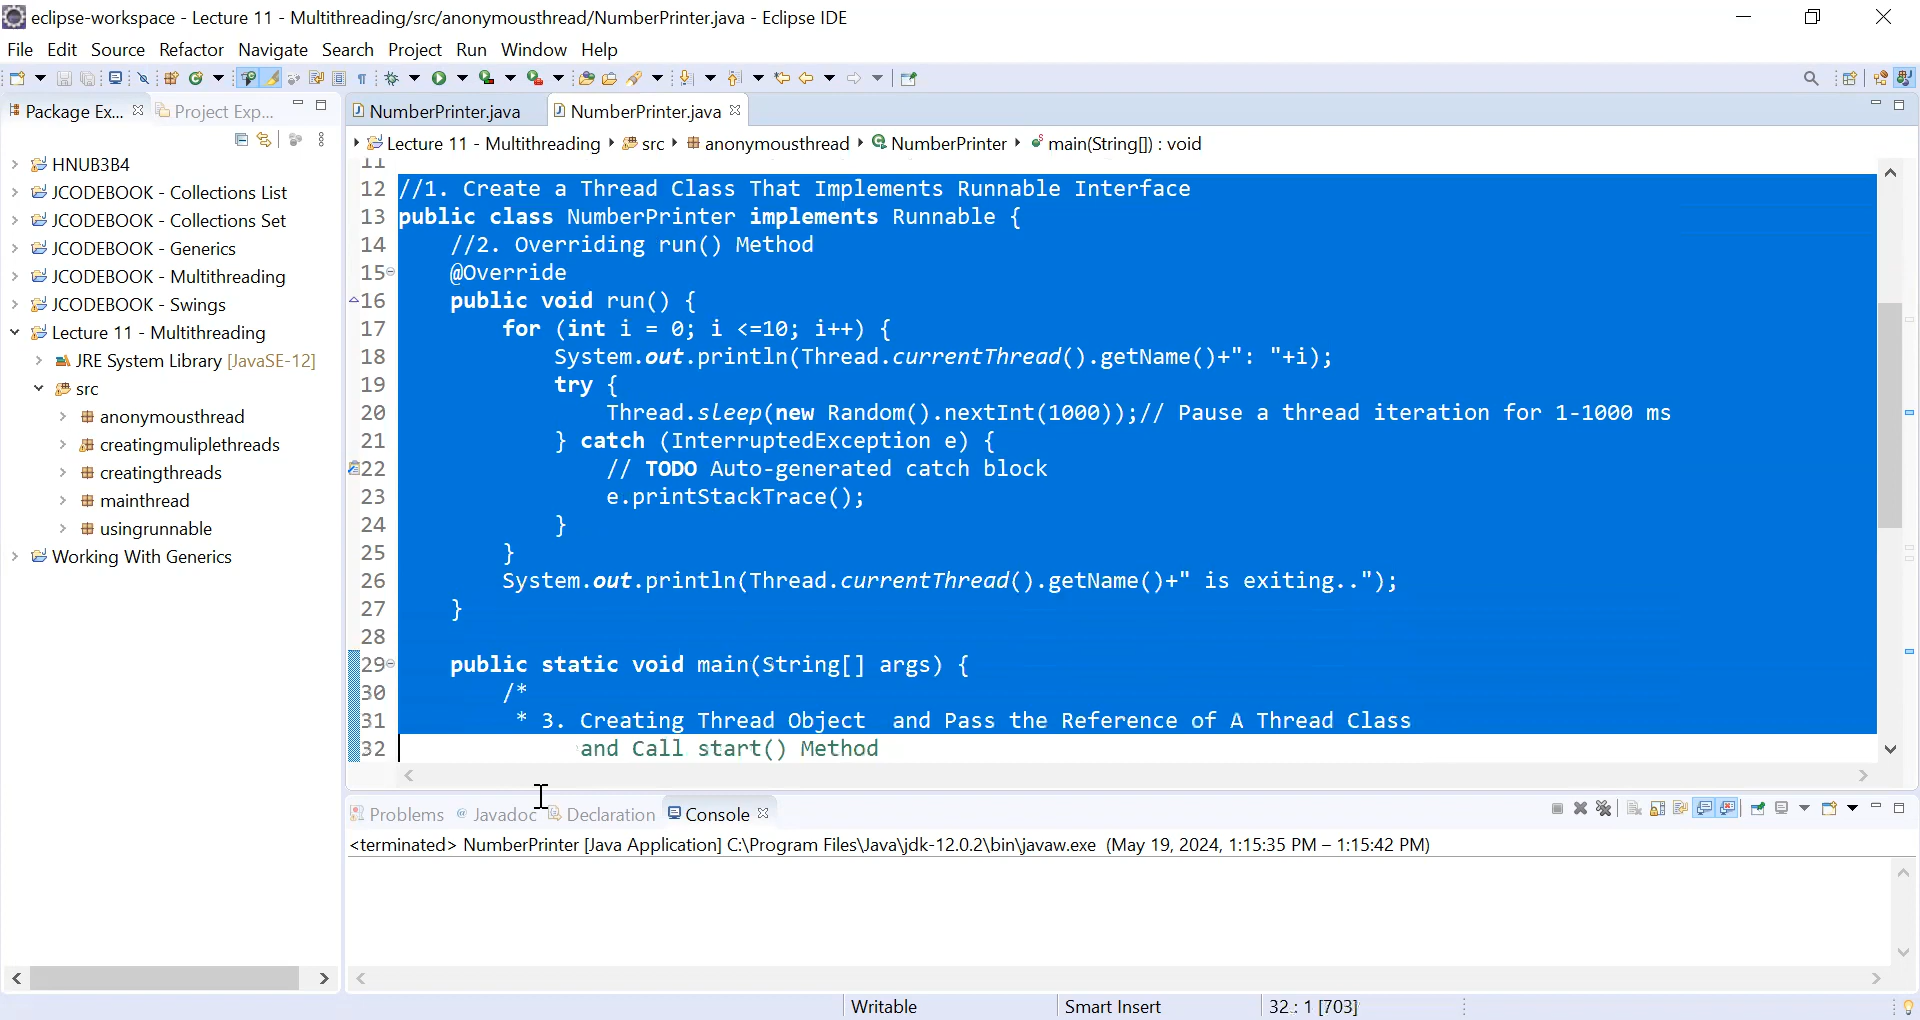 eclipse-workspace - Lecture 11 - Multithreading/src/anonymousthread/NumberPrinter.java - Eclipse IDE
File Edit Source Refactor Navigate Search Project Run Window Help
Package Ex... Project Exp...
NumberPrinter.java NumberPrinter.java
Lecture 11 - Multithreading src anonymousthread NumberPrinter main(String[]) : void
HNUB3B4
JCODEBOOK - Collections List
JCODEBOOK - Collections Set
JCODEBOOK - Generics
JCODEBOOK - Multithreading
JCODEBOOK - Swings
Lecture 11 - Multithreading
JRE System Library [JavaSE-12]
src
anonymousthread
creatingmuliplethreads
creatingthreads
mainthread
usingrunnable
Working With Generics
11
12 //1. Create a Thread Class That Implements Runnable Interface
13 public class NumberPrinter implements Runnable {
14 //2. Overriding run() Method
15 @Override
16 public void run() {
17 for (int i = 0; i <=10; i++) {
18 System.out.println(Thread.currentThread().getName()+": "+i);
19 try {
20 Thread.sleep(new Random().nextInt(1000));// Pause a thread iteration for 1-1000 ms
21 } catch (InterruptedException e) {
22 // TODO Auto-generated catch block
23 e.printStackTrace();
24 }
25 }
26 System.out.println(Thread.currentThread().getName()+" is exiting..");
27 }
28
29 public static void main(String[] args) {
30 /*
31 * 3. Creating Thread Object and Pass the Reference of A Thread Class
32 and Call start() Method
Problems @ Javadoc Declaration Console
<terminated> NumberPrinter [Java Application] C:\Program Files\Java\jdk-12.0.2\bin\javaw.exe (May 19, 2024, 1:15:35 PM – 1:15:42 PM)
Writable Smart Insert 32 : 1 [703]